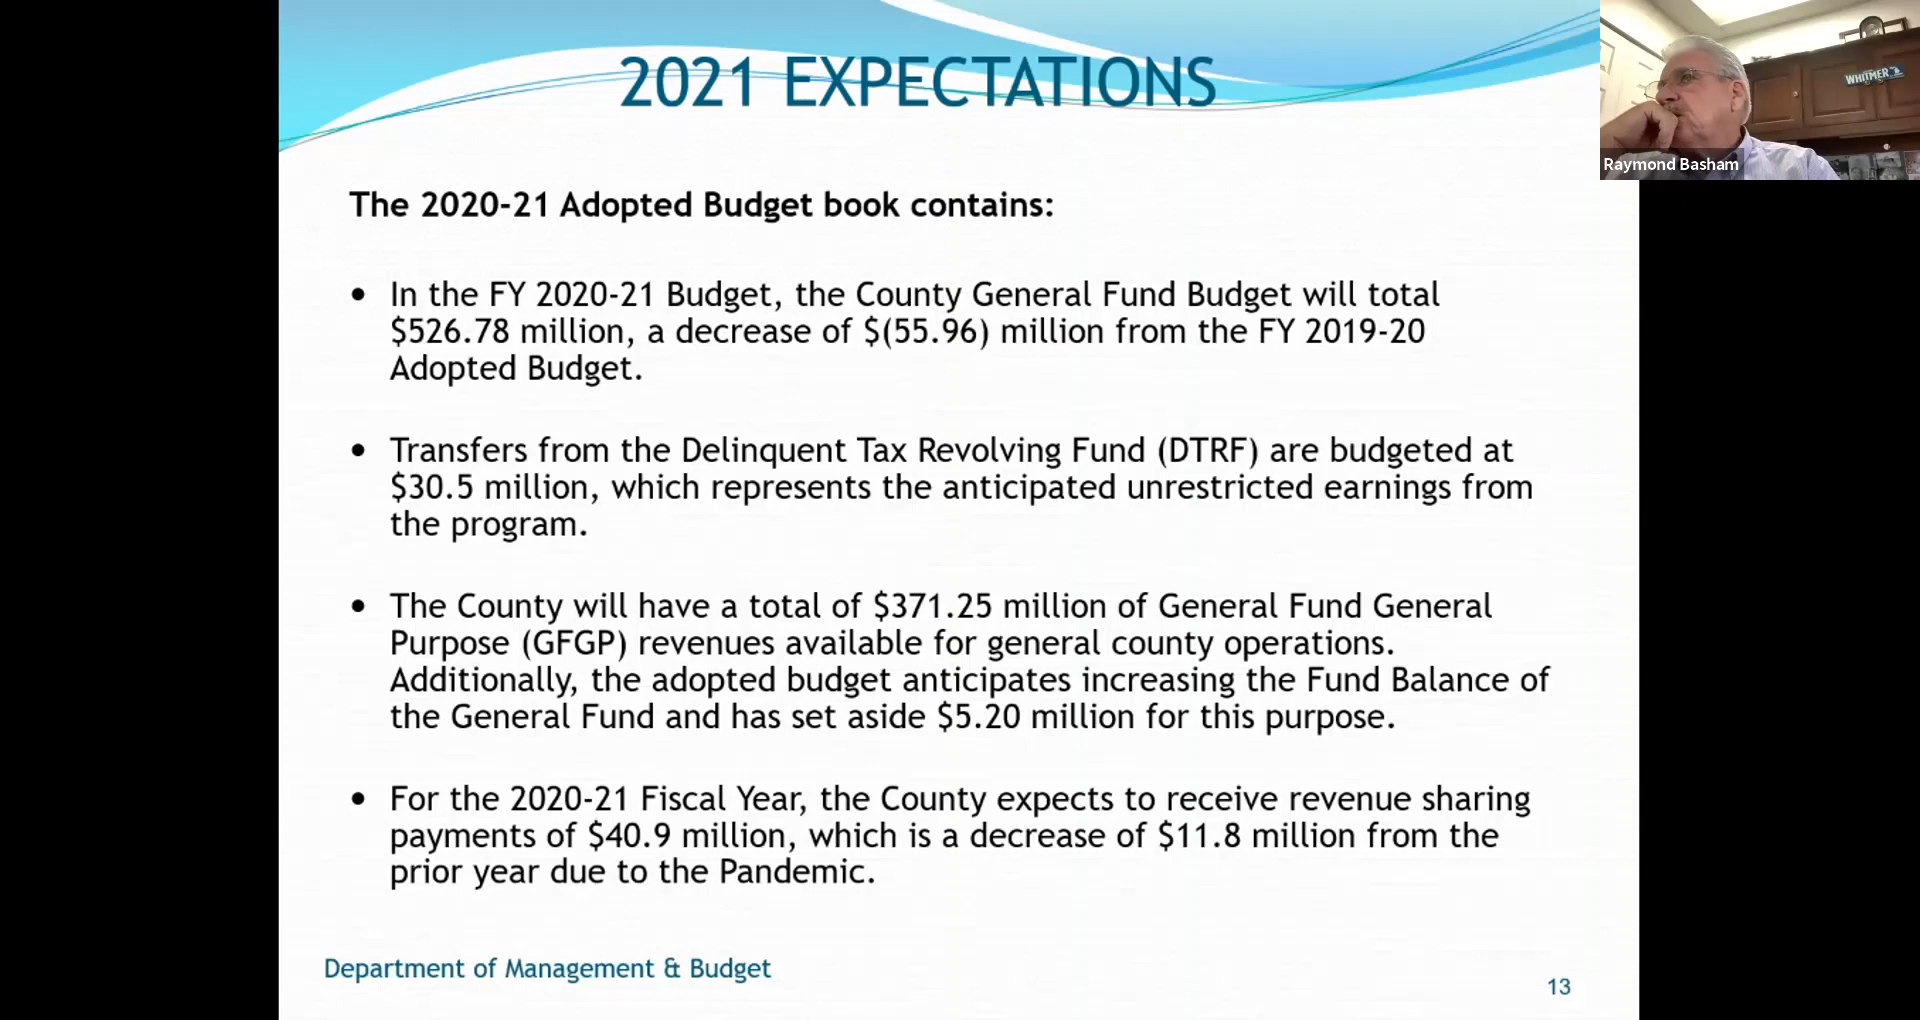 2021 EXPECTATIONS
WHITMER
Raymond Basham
The 2020-21 Adopted Budget book contains:
• In the FY 2020-21 Budget, the County General Fund Budget will total
$526.78 million, a decrease of $(55.96) million from the FY 2019-20
Adopted Budget.
• Transfers from the Delinquent Tax Revolving Fund (DTRF) are budgeted at
$30.5 million, which represents the anticipated unrestricted earnings from
the program.
• The County will have a total of $371.25 million of General Fund General
Purpose (GFGP) revenues available for general county operations.
Additionally, the adopted budget anticipates increasing the Fund Balance of
the General Fund and has set aside $5.20 million for this purpose.
• For the 2020-21 Fiscal Year, the County expects to receive revenue sharing
payments of $40.9 million, which is a decrease of $11.8 million from the
prior year due to the Pandemic.
Department of Management & Budget
13